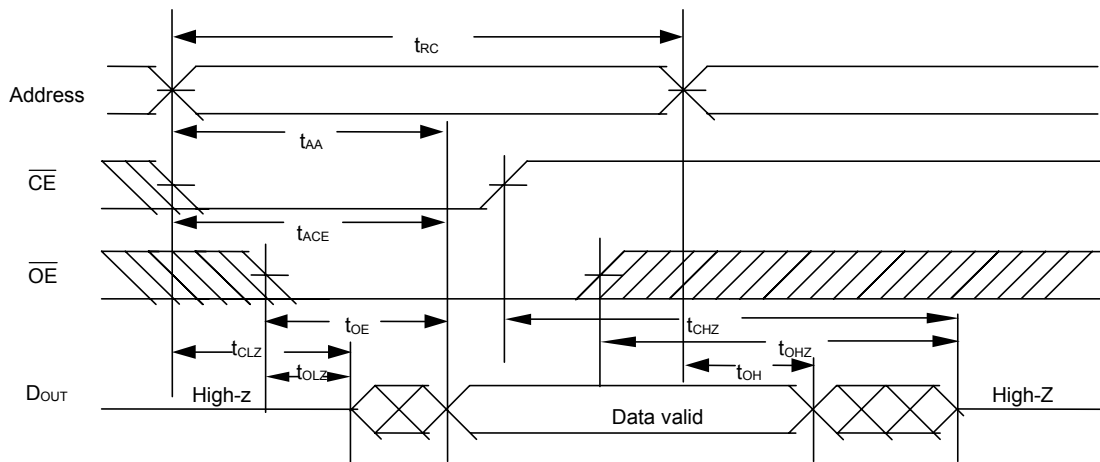 tRC
Address
tAA
CE
tACE
OE
tOE
tCHZ
tCLZ
tOHZ
tOLZ
tOH
DOUT
High-z
Data valid
High-Z